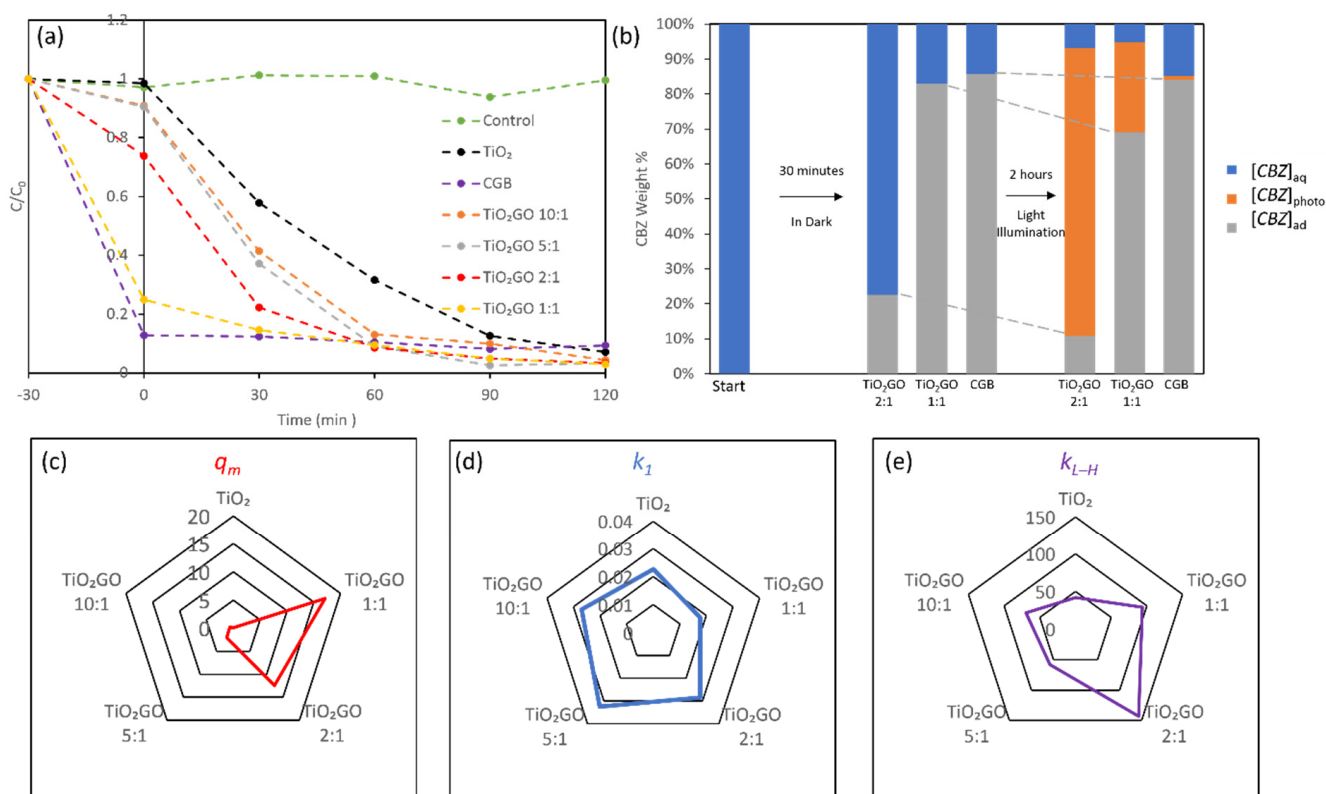 (a)
1.2
1
0.8
0.6
0.4
0.2
0
C/C₀
-30
0
30
60
90
120
Time (min )
Control
TiO₂
CGB
TiO₂GO 10:1
TiO₂GO 5:1
TiO₂GO 2:1
TiO₂GO 1:1
(b)
100%
90%
80%
70%
60%
50%
40%
30%
20%
10%
0%
CBZ Weight %
Start
30 minutes
In Dark
TiO₂GO
2:1
TiO₂GO
1:1
CGB
2 hours
Light
Illumination
TiO₂GO
2:1
TiO₂GO
1:1
CGB
[CBZ]aq
[CBZ]photo
[CBZ]ad
(c)
qm
TiO₂
20
15
10
5
0
TiO₂GO
1:1
TiO₂GO
2:1
TiO₂GO
5:1
TiO₂GO
10:1
(d)
k₁
TiO₂
0.04
0.03
0.02
0.01
0
TiO₂GO
1:1
TiO₂GO
2:1
TiO₂GO
5:1
TiO₂GO
10:1
(e)
kL–H
TiO₂
150
100
50
0
TiO₂GO
1:1
TiO₂GO
2:1
TiO₂GO
5:1
TiO₂GO
10:1